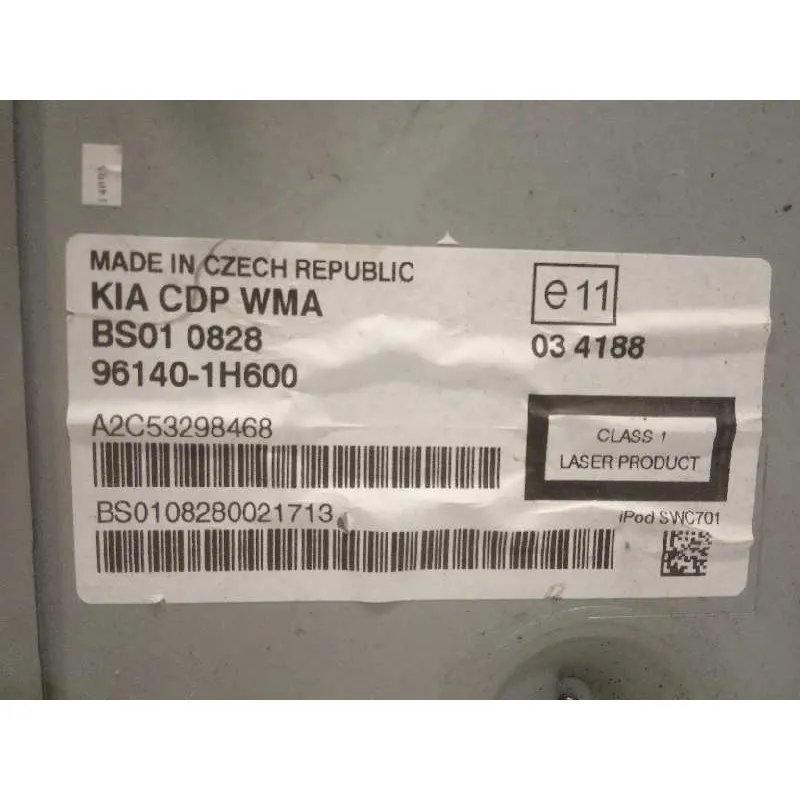 MADE IN CZECH REPUBLIC
KIA CDP WMA
BS01 0828
96140-1H600
A2C53298468
BS0108280021713
e11
03 4188
CLASS 1
LASER PRODUCT
iPod SWC701